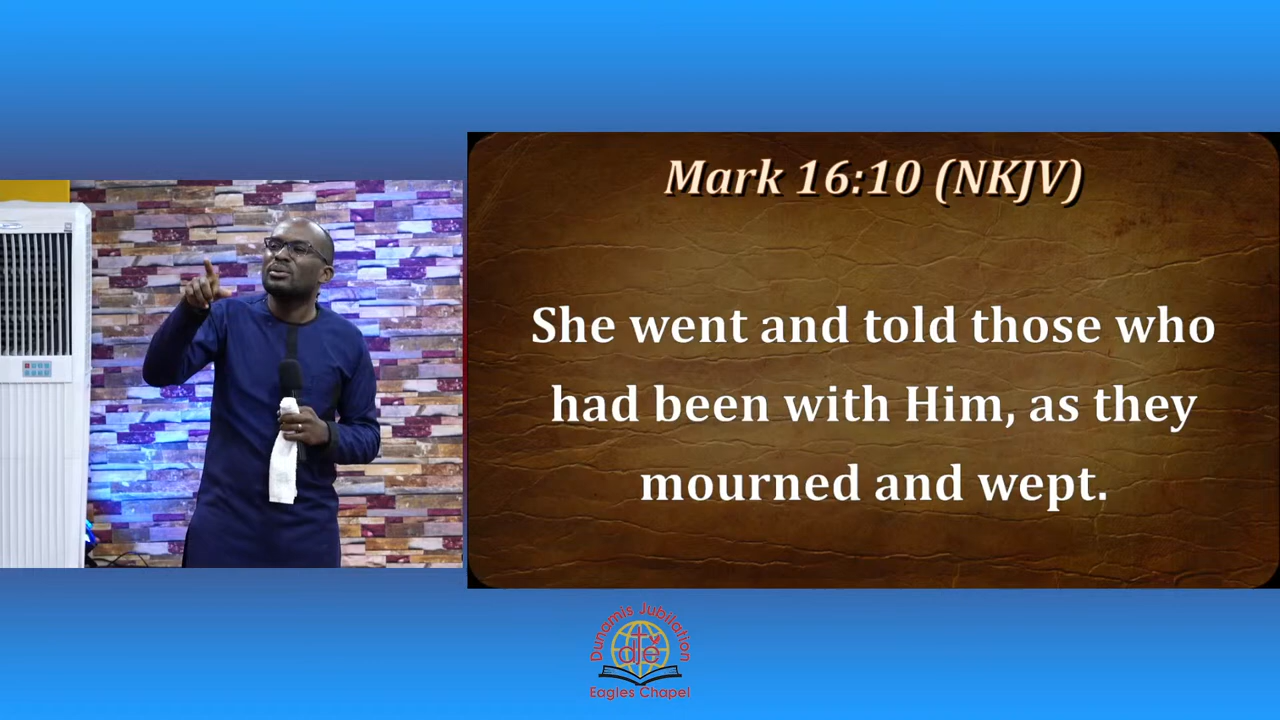 Mark 16:10 (NKJV)
She went and told those who
had been with Him, as they
mourned and wept.
Dunamis Jubilation
djec
Eagles Chapel